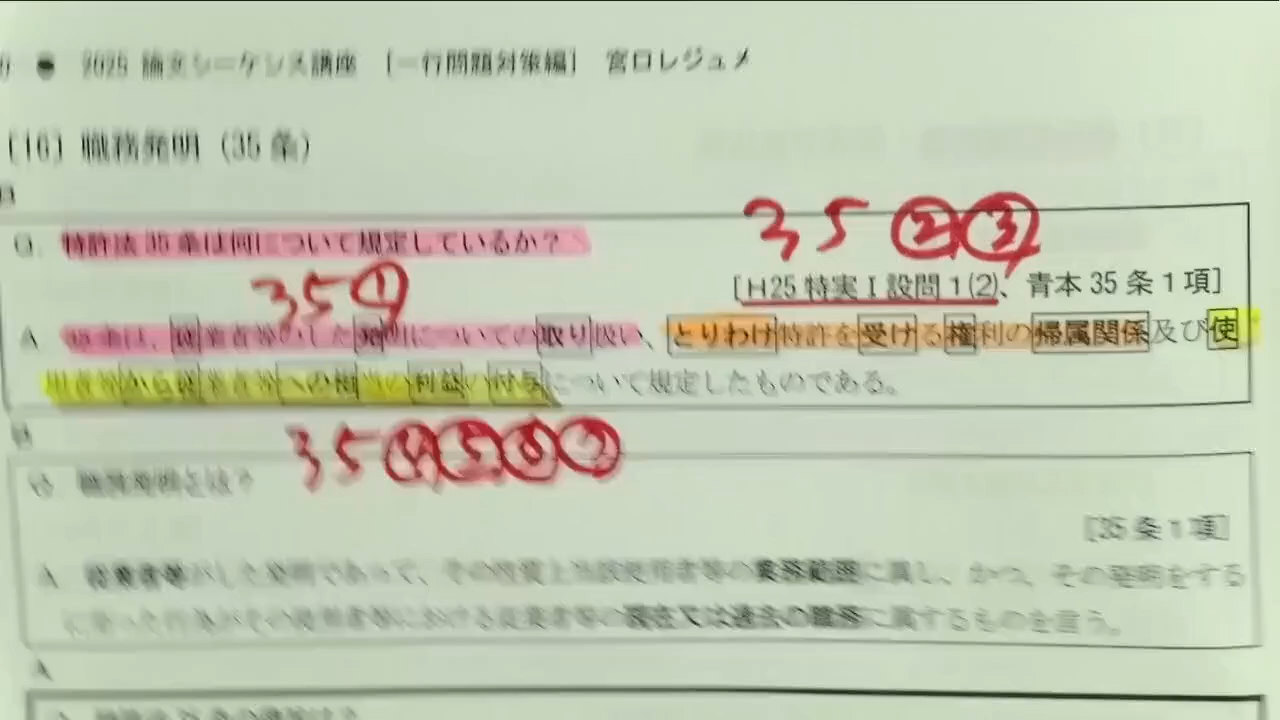 ● 2025 論文シーケンス講座 [一行問題対策編] 宮口レジュメ
[16] 職務発明（35 条）
B
35②③
Q. 特許法 35 条は何について規定しているか？
35①
[H25 特実Ⅰ設問 1(2)、青本 35 条 1 項]
A 35 条は、従業者等のした発明についての取り扱い、とりわけ特許を受ける権利の帰属関係及び使
用者等から従業者等への相当の利益の付与について規定したものである。
B
35④⑤⑥⑦
Q 職務発明とは？
[35 条 1 項]
A 従業者等がした発明であって、その性質上当該使用者等の業務範囲に属し、かつ、その発明をする
に至った行為がその使用者等における従業者等の現在又は過去の職務に属するものを言う。
A